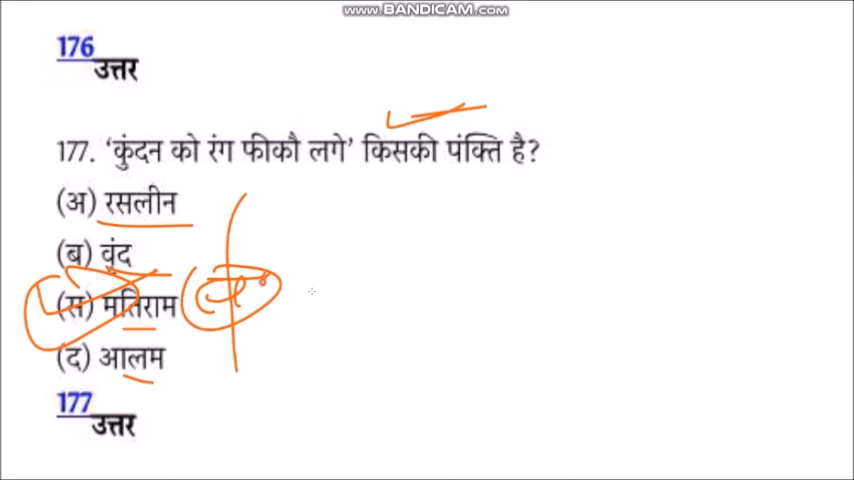 www.BANDICAM.com
176
उत्तर
177. 'कुंदन को रंग फीकौ लगे' किसकी पंक्ति है?
(अ) रसलीन
(ब) वृंद
(स) मतिराम
(द) आलम
177
उत्तर